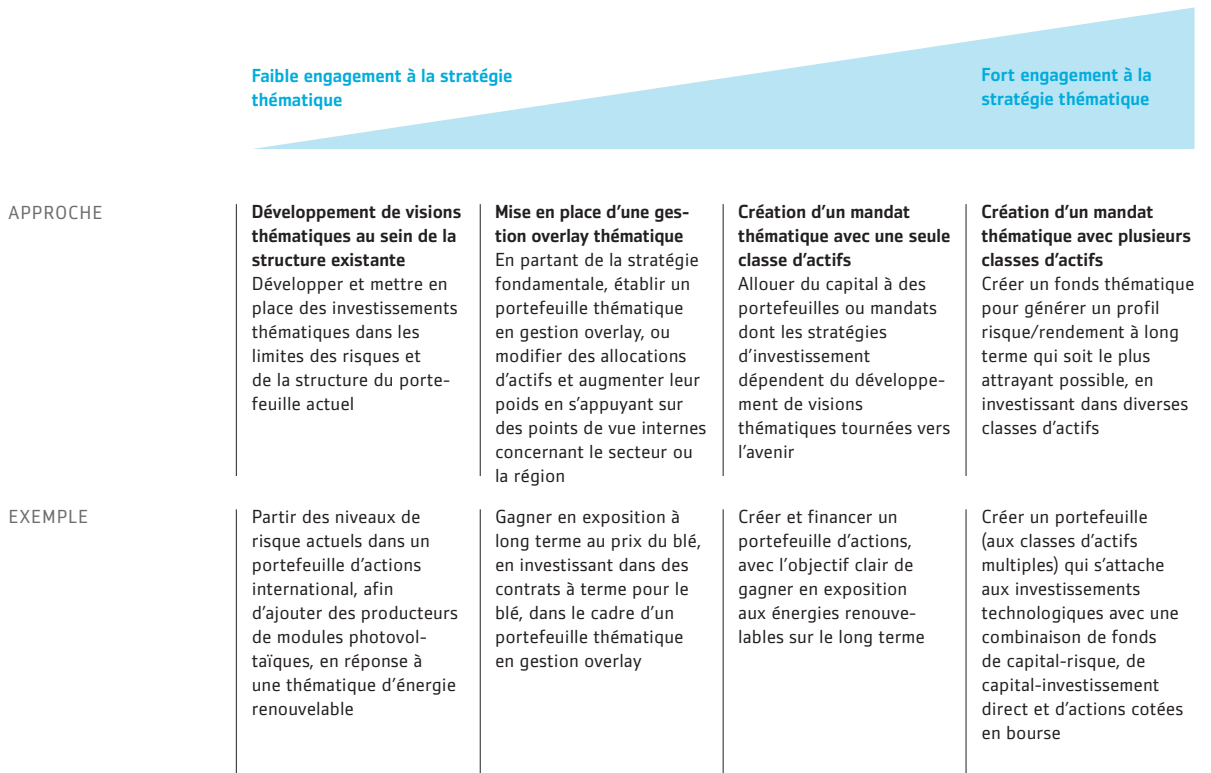 Faible engagement à la stratégie
thématique
Fort engagement à la
stratégie thématique
APPROCHE
Développement de visions
thématiques au sein de la
structure existante
Développer et mettre en
place des investissements
thématiques dans les
limites des risques et
de la structure du porte-
feuille actuel
Mise en place d'une ges-
tion overlay thématique
En partant de la stratégie
fondamentale, établir un
portefeuille thématique
en gestion overlay, ou
modifier des allocations
d'actifs et augmenter leur
poids en s'appuyant sur
des points de vue internes
concernant le secteur ou
la région
Création d'un mandat
thématique avec une seule
classe d'actifs
Allouer du capital à des
portefeuilles ou mandats
dont les stratégies
d'investissement
dépendent du développe-
ment de visions
thématiques tournées vers
l'avenir
Création d'un mandat
thématique avec plusieurs
classes d'actifs
Créer un fonds thématique
pour générer un profil
risque/rendement à long
terme qui soit le plus
attrayant possible, en
investissant dans diverses
classes d'actifs
EXEMPLE
Partir des niveaux de
risque actuels dans un
portefeuille d'actions
international, afin
d'ajouter des producteurs
de modules photovol-
taïques, en réponse à
une thématique d'énergie
renouvelable
Gagner en exposition à
long terme au prix du blé,
en investissant dans des
contrats à terme pour le
blé, dans le cadre d'un
portefeuille thématique
en gestion overlay
Créer et financer un
portefeuille d'actions,
avec l'objectif clair de
gagner en exposition
aux énergies renouve-
lables sur le long terme
Créer un portefeuille
(aux classes d'actifs
multiples) qui s'attache
aux investissements
technologiques avec une
combinaison de fonds
de capital-risque, de
capital-investissement
direct et d'actions cotées
en bourse